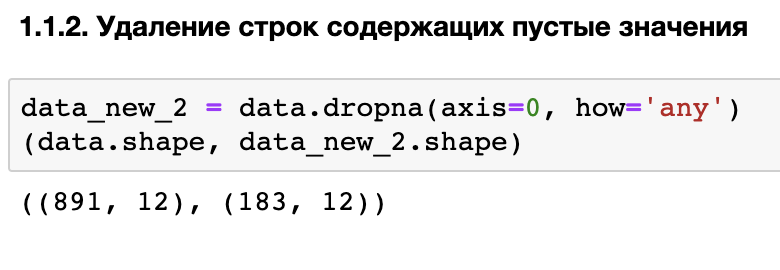 1.1.2. Удаление строк содержащих пустые значения
data_new_2 = data.dropna(axis=0, how='any')
(data.shape, data_new_2.shape)
((891, 12), (183, 12))